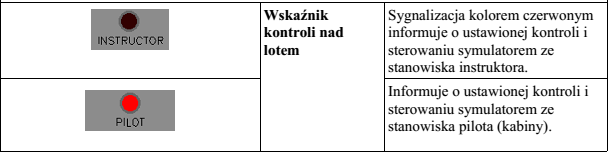 INSTRUCTOR
Wskaźnik
kontroli nad
lotem
Sygnalizacja kolorem czerwonym
informuje o ustawionej kontroli i
sterowaniu symulatorem ze
stanowiska instruktora.
PILOT
Informuje o ustawionej kontroli i
sterowaniu symulatorem ze
stanowiska pilota (kabiny).